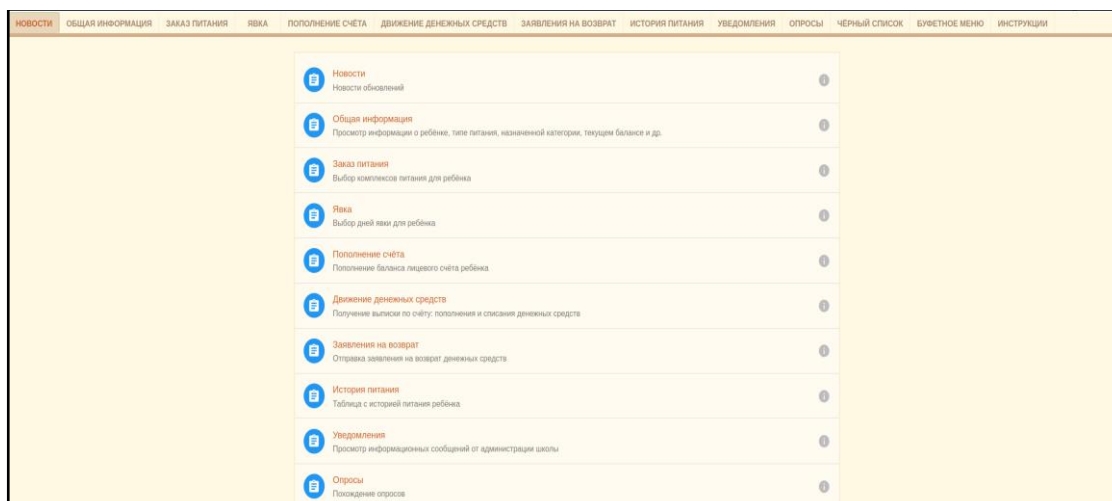 НОВОСТИ ОБЩАЯ ИНФОРМАЦИЯ ЗАКАЗ ПИТАНИЯ ЯВКА ПОПОЛНЕНИЕ СЧЁТА ДВИЖЕНИЕ ДЕНЕЖНЫХ СРЕДСТВ ЗАЯВЛЕНИЯ НА ВОЗВРАТ ИСТОРИЯ ПИТАНИЯ УВЕДОМЛЕНИЯ ОПРОСЫ ЧЁРНЫЙ СПИСОК БУФЕТНОЕ МЕНЮ ИНСТРУКЦИИ
Новости
Новости обновлений
Общая информация
Просмотр информации о ребёнке, типе питания, назначенной категории, текущим балансе и др.
Заказ питания
Выбор комплексов питания для ребёнка
Явка
Выбор дней явки для ребёнка
Пополнение счёта
Пополнение баланса лицевого счёта ребёнка
Движение денежных средств
Получение выписки по счёту: пополнения и списания денежных средств
Заявления на возврат
Отправка заявления на возврат денежных средств
История питания
Таблица с историей питания ребёнка
Уведомления
Просмотр информационных сообщений от администрации школы
Опросы
Похождение опросов